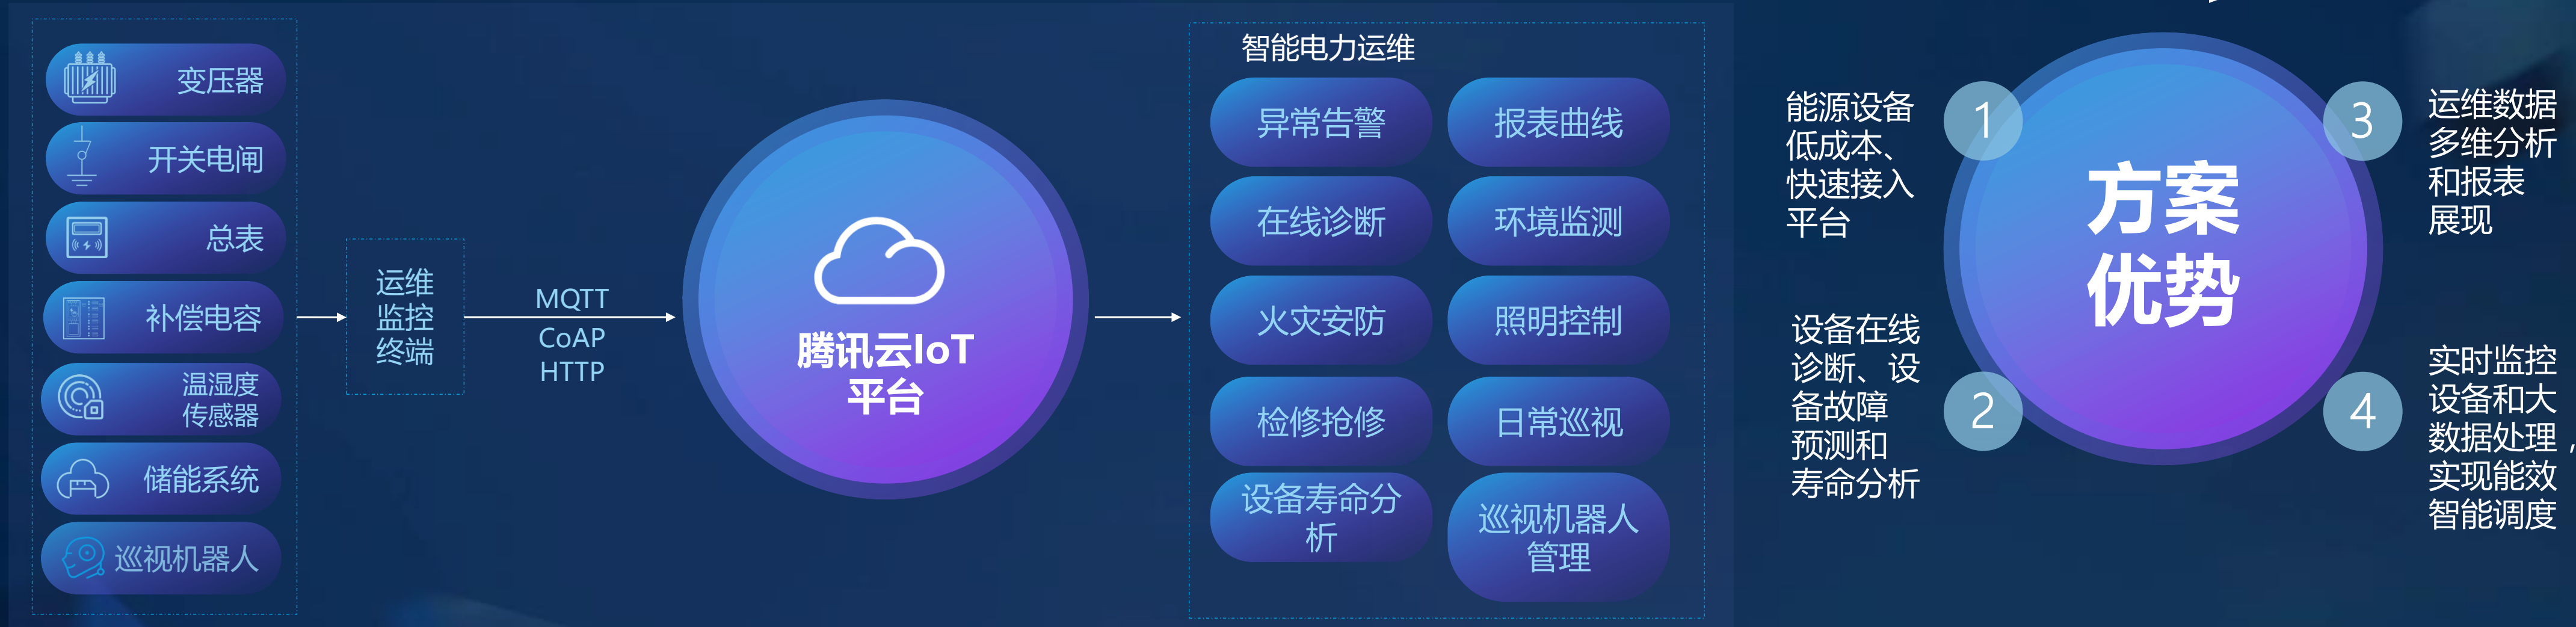 变压器
开关电闸
总表
补偿电容
温湿度
传感器
储能系统
巡视机器人
运维
监控
终端
MQTT
CoAP
HTTP
腾讯云IoT
平台
智能电力运维
异常告警
报表曲线
在线诊断
环境监测
火灾安防
照明控制
检修抢修
日常巡视
设备寿命分
析
巡视机器人
管理
能源设备
低成本、
快速接入
平台
1
设备在线
诊断、设
备故障
预测和
寿命分析
2
方案
优势
3
运维数据
多维分析
和报表
展现
4
实时监控
设备和大
数据处理，
实现能效
智能调度